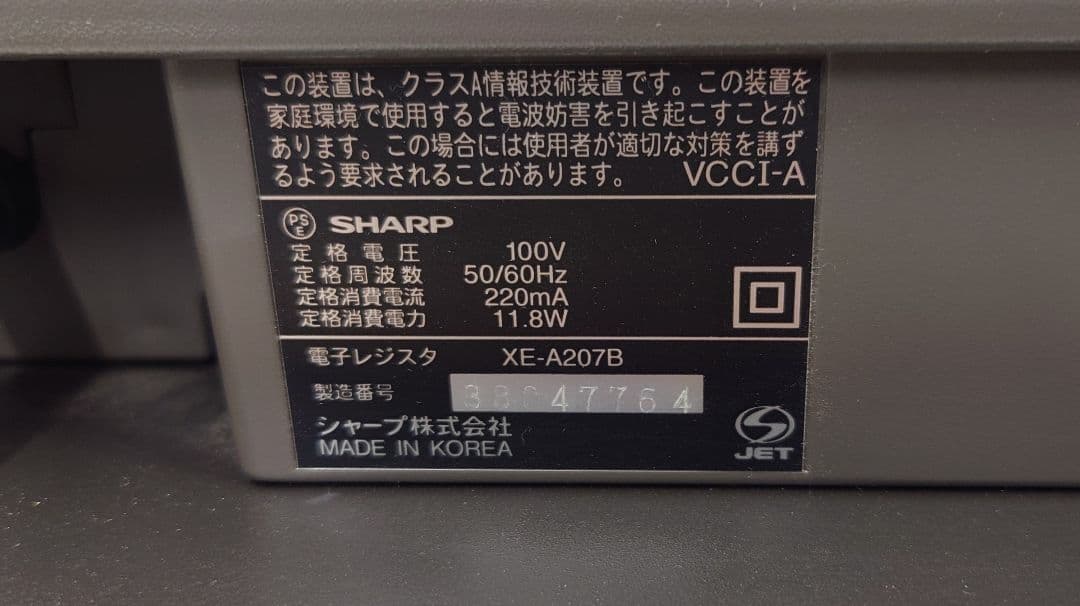 この装置は、クラスA情報技術装置です。この装置を
家庭環境で使用すると電波妨害を引き起こすことが
あります。この場合には使用者が適切な対策を講ず
るよう要求されることがあります。 VCCI-A
PS E SHARP
定格電圧 100V
定格周波数 50/60Hz
定格消費電流 220mA
定格消費電力 11.8W
電子レジスタ XE-A207B
製造番号
シャープ株式会社
MADE IN KOREA
JET